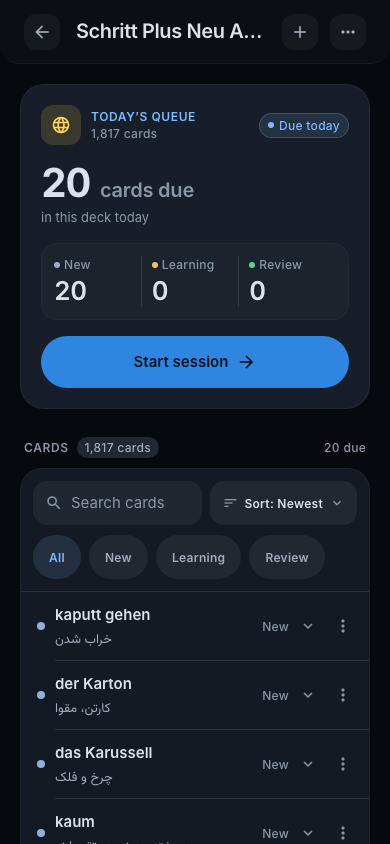 Schritt Plus Neu A...
TODAY'S QUEUE
1,817 cards
Due today
20 cards due
in this deck today
New
20
Learning
0
Review
0
Start session
CARDS
1,817 cards
20 due
Search cards
Sort: Newest
All
New
Learning
Review
kaputt gehen
خراب شدن
New
der Karton
کارتن، مقوا
New
das Karussell
چرخ و فلک
New
kaum
New